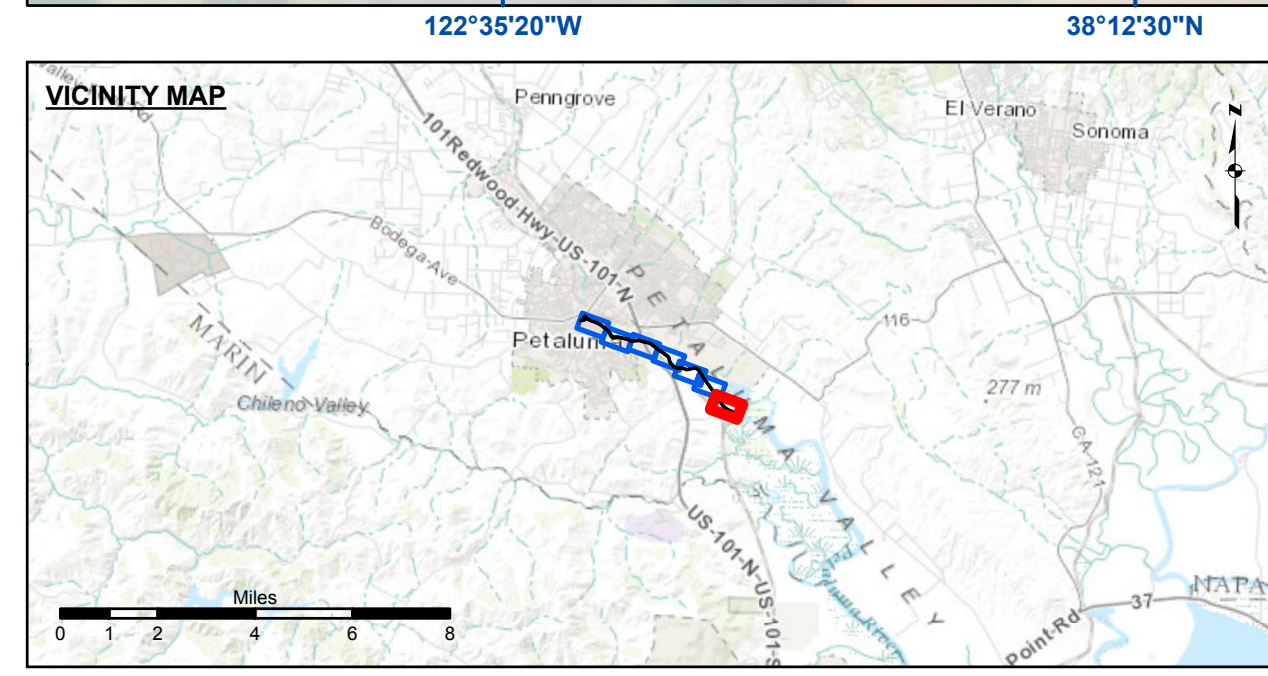 122°35'20"W 38°12'30"N
VICINITY MAP
Penngrove
El Verano
Sonoma
Z
101 Redwood-Hwy-US-101-N
Bodega-Ave
PETALUMA VALLEY
116
Petaluma
MARIN
277 m
Chileno-Valley
CA-121
US-101-N-US-101-S
Petaluma River
NAPA
37
Point-Rd
Miles
0 1 2 4 6 8